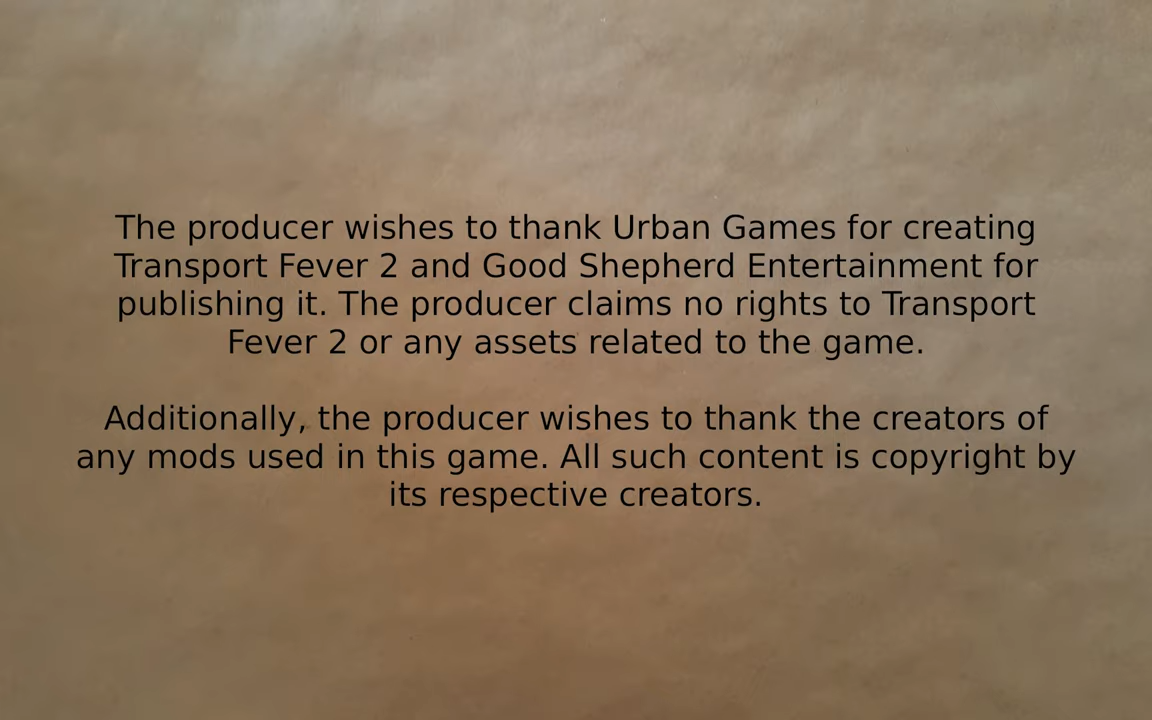 The producer wishes to thank Urban Games for creating
Transport Fever 2 and Good Shepherd Entertainment for
publishing it. The producer claims no rights to Transport
Fever 2 or any assets related to the game.
Additionally, the producer wishes to thank the creators of
any mods used in this game. All such content is copyright by
its respective creators.